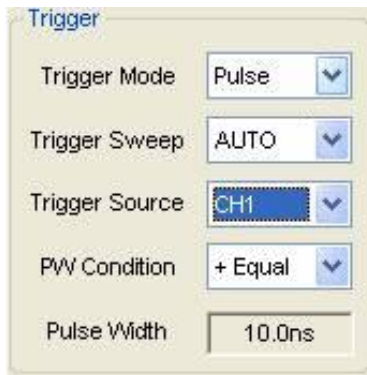 Trigger
Trigger Mode Pulse
Trigger Sweep AUTO
Trigger Source CH1
PW Condition + Equal
Pulse Width 10.0ns